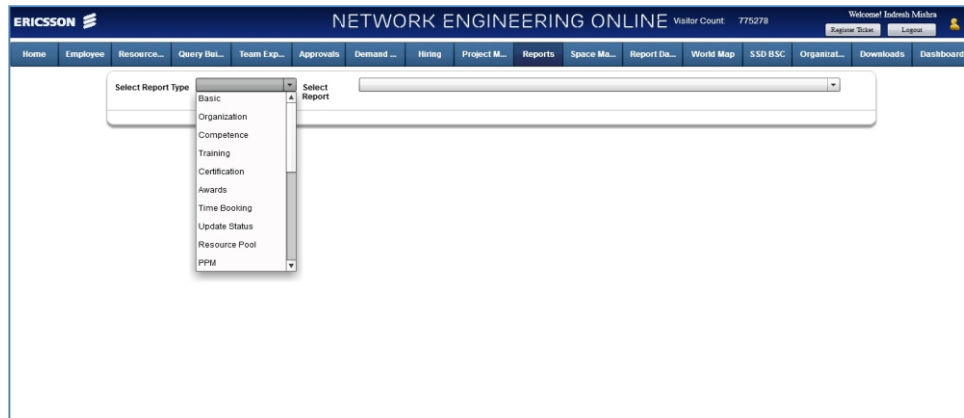 ERICSSON
NETWORK ENGINEERING ONLINE
Visitor Count: 775278
Welcome! Indresh Mishra
Register Ticket Logout
Home Employee Resource... Query Bui... Team Exp... Approvals Demand ... Hiring Project M... Reports Space Ma... Report Da... World Map SSD BSC Organizat... Downloads Dashboard
Select Report Type
Select
Report
Basic
Organization
Competence
Training
Certification
Awards
Time Booking
Update Status
Resource Pool
PPM